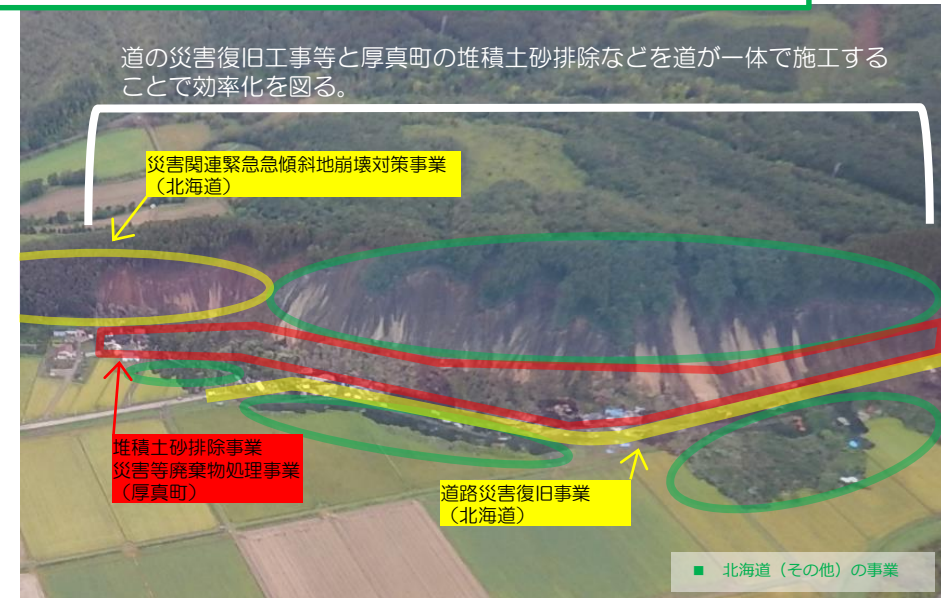 道の災害復旧工事等と厚真町の堆積土砂排除などを道が一体で施工する
ことで効率化を図る。
災害関連緊急急傾斜地崩壊対策事業
（北海道）
堆積土砂排除事業
災害等廃棄物処理事業
（厚真町）
道路災害復旧事業
（北海道）
■ 北海道（その他）の事業